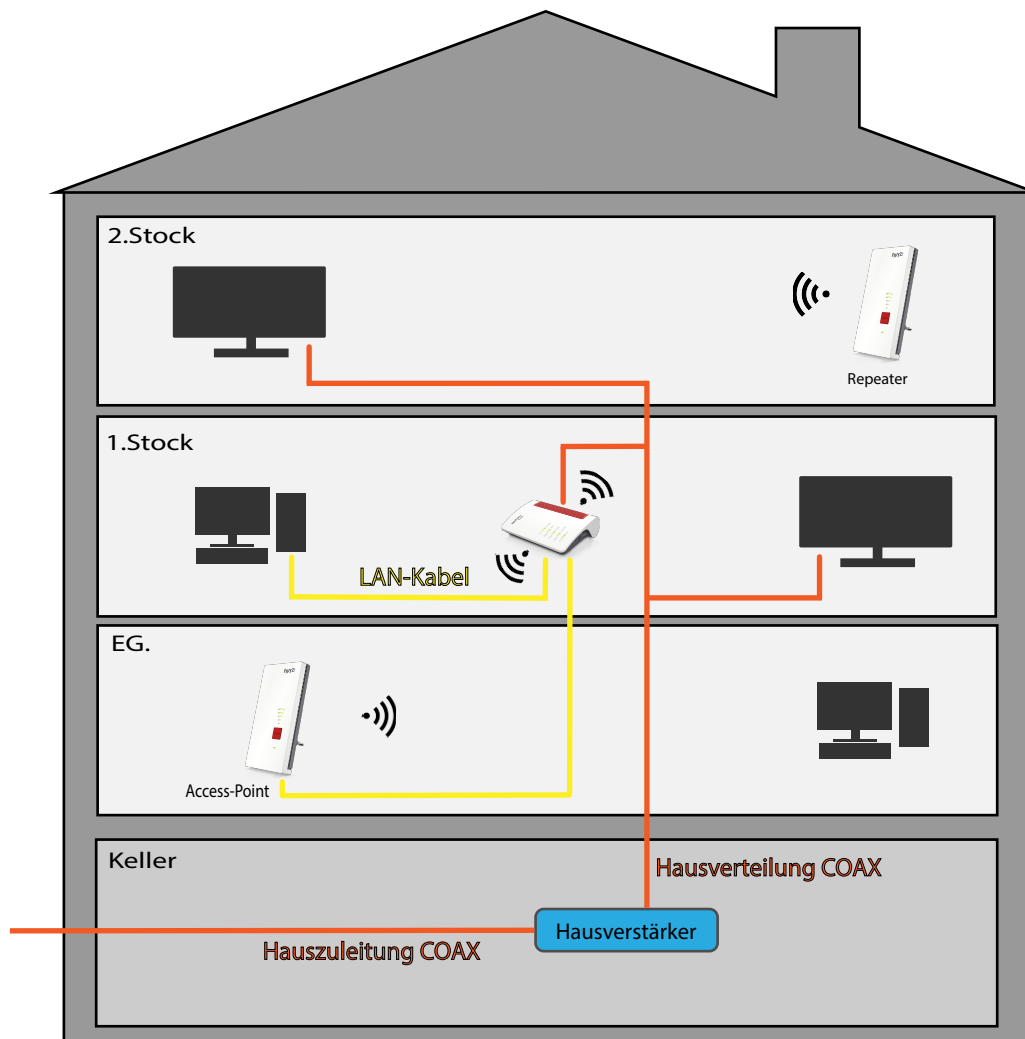 2.Stock
Repeater
1.Stock
LAN-Kabel
EG.
Access-Point
Keller
Hausverteilung COAX
Hausverstärker
Hauszuleitung COAX